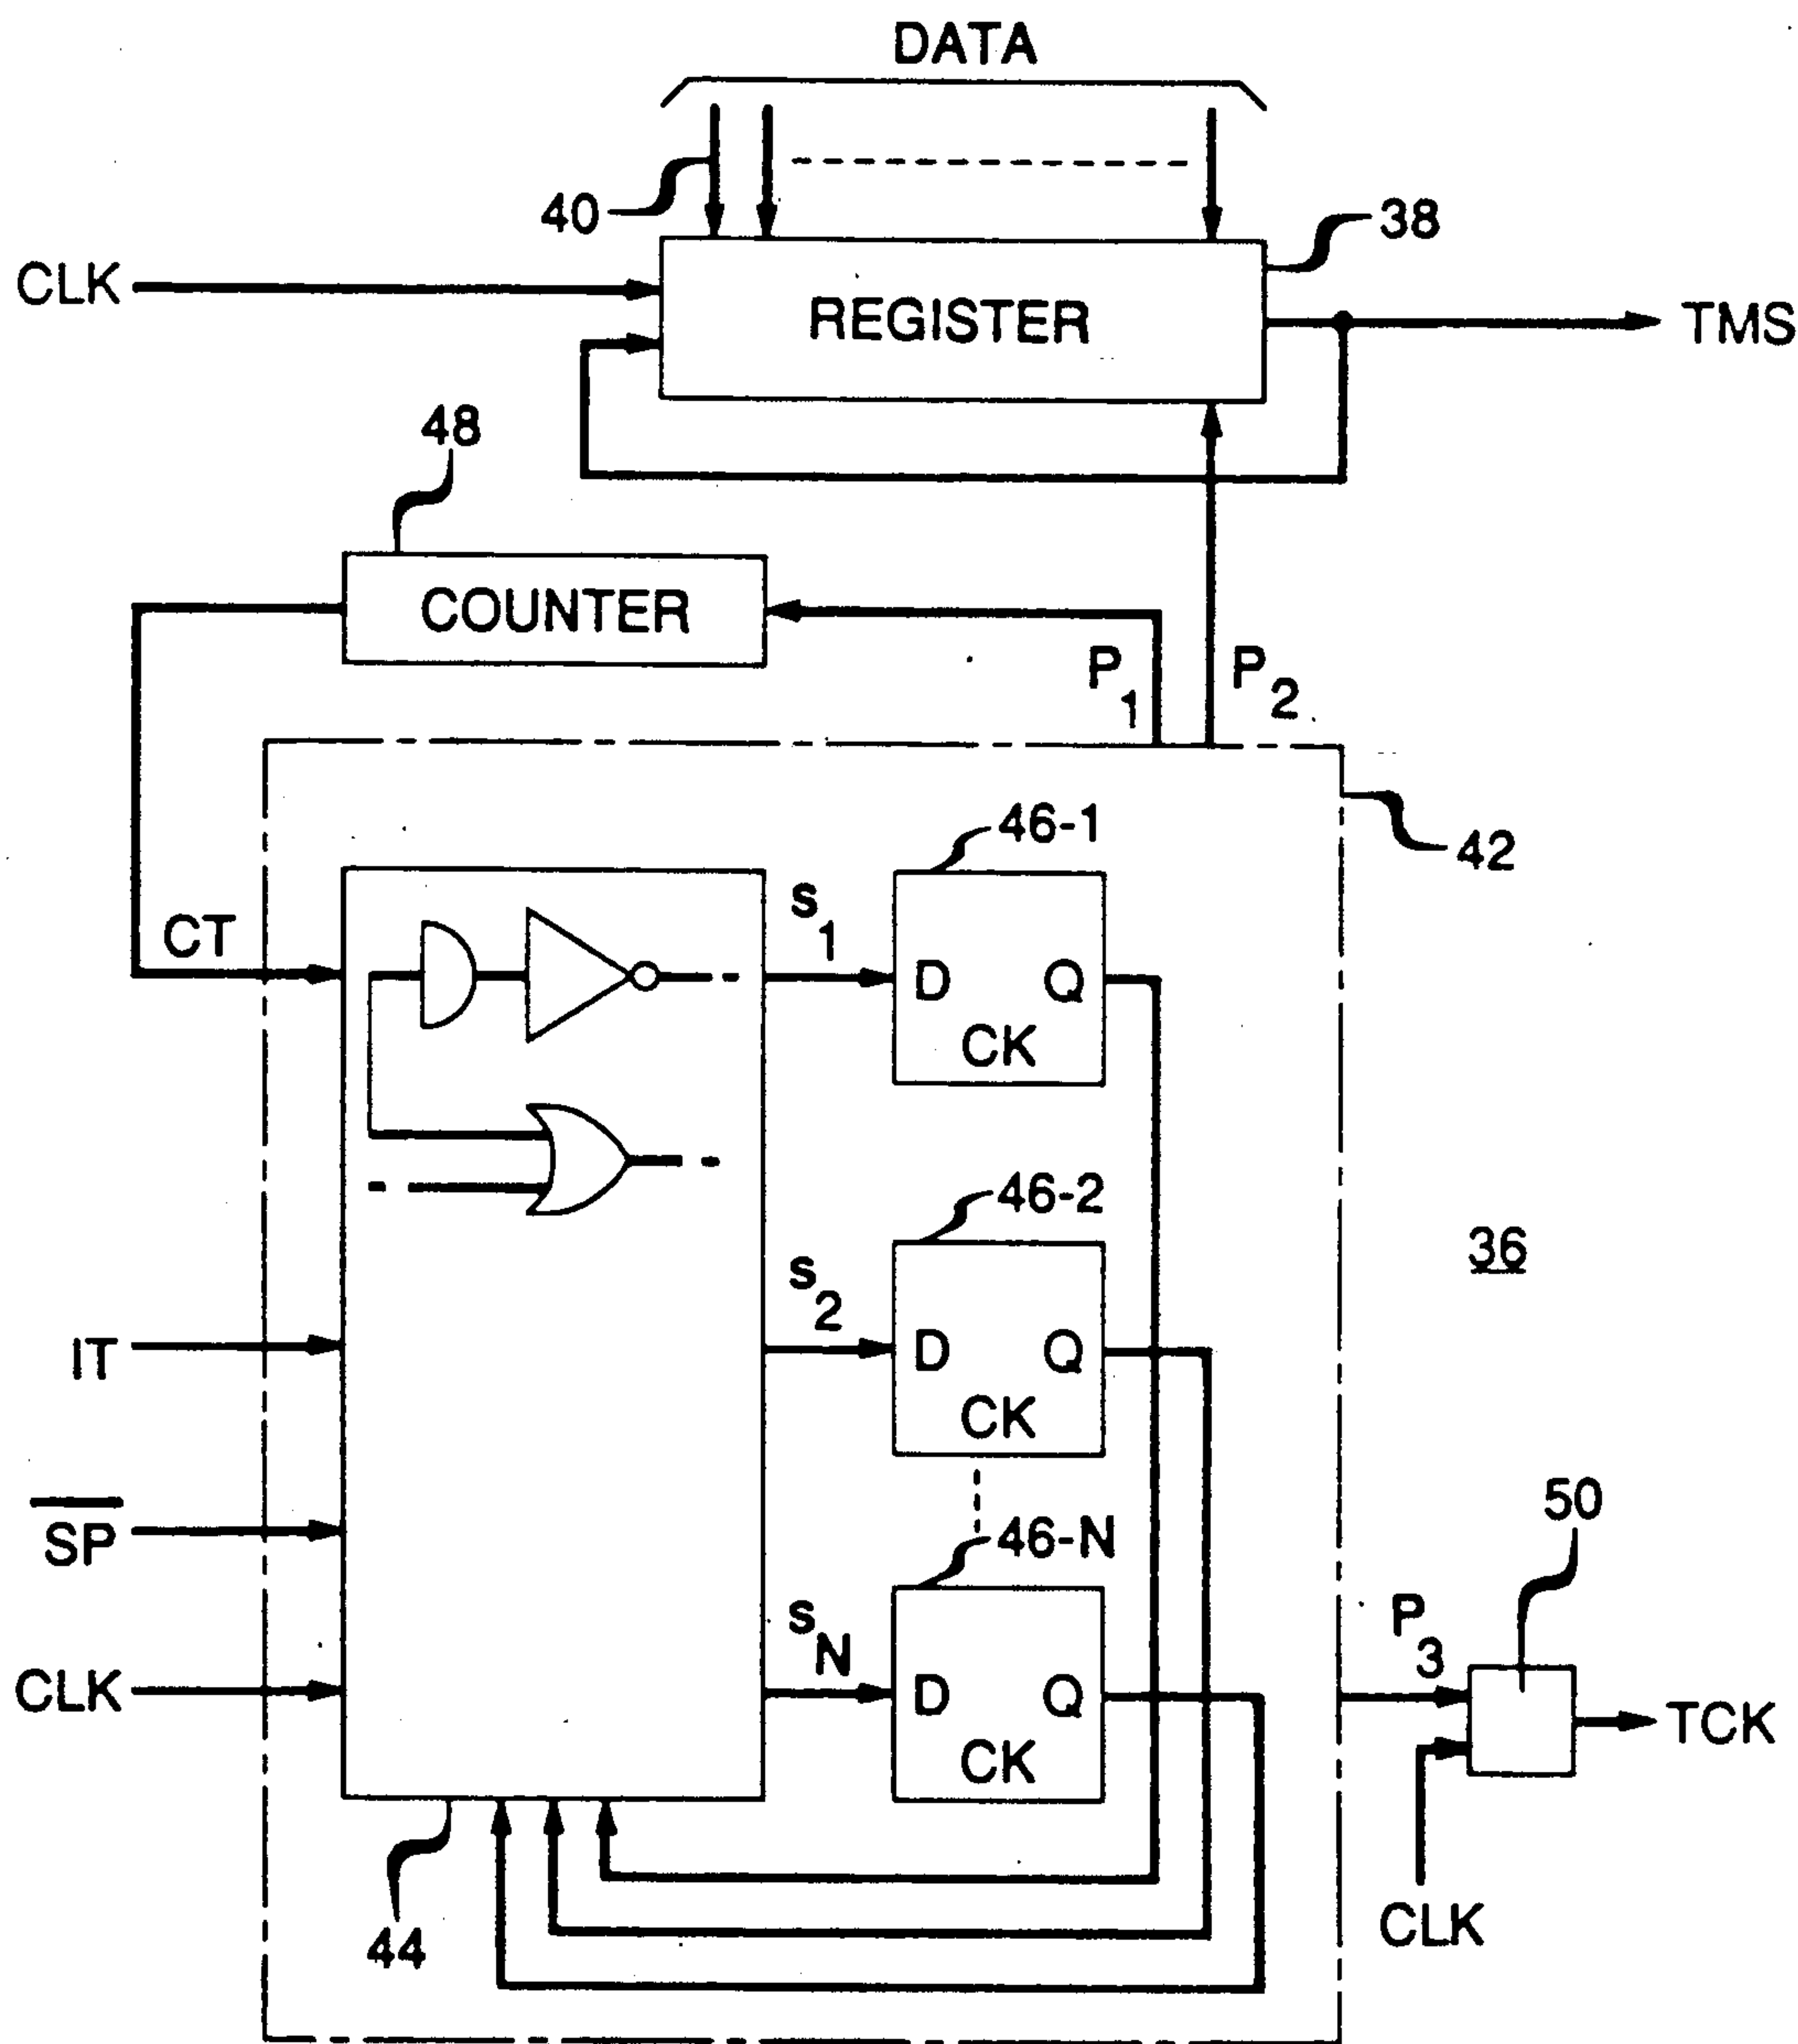 DATA
40
38
CLK
REGISTER
TMS
48
COUNTER
P1
P2
42
46-1
CT
S1
D Q
CK
46-2
36
S2
IT
D Q
CK
50
SP
46-N
P3
SN
CLK
D Q
CK
TCK
CLK
44